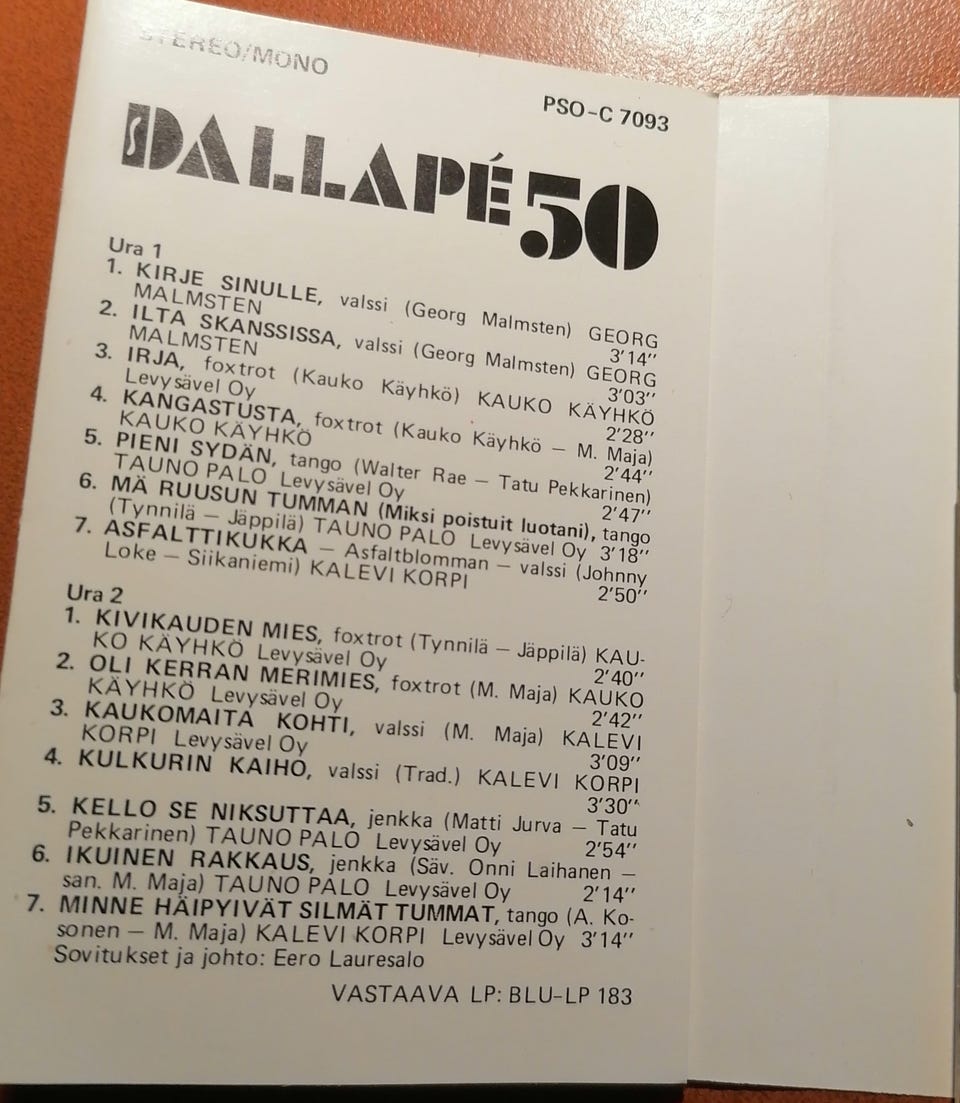 STEREO/MONO
PSO-C 7093
DALLAPÉ 50
Ura 1
1. KIRJE SINULLE, valssi (Georg Malmsten) GEORG
MALMSTEN 3'14''
2. ILTA SKANSSISSA, valssi (Georg Malmsten) GEORG
MALMSTEN 3'03''
3. IRJA, foxtrot (Kauko Käyhkö) KAUKO KÄYHKÖ
Levysävel Oy 2'28''
4. KANGASTUSTA, foxtrot (Kauko Käyhkö – M. Maja)
KAUKO KÄYHKÖ 2'44''
5. PIENI SYDÄN, tango (Walter Rae – Tatu Pekkarinen)
TAUNO PALO Levysävel Oy 2'47''
6. MÄ RUUSUN TUMMAN (Miksi poistuit luotani), tango
(Tynnilä – Jäppilä) TAUNO PALO Levysävel Oy 3'18''
7. ASFALTTIKUKKA – Asfaltblomman – valssi (Johnny
Loke – Siikaniemi) KALEVI KORPI 2'50''
Ura 2
1. KIVIKAUDEN MIES, foxtrot (Tynnilä – Jäppilä) KAU-
KO KÄYHKÖ Levysävel Oy 2'40''
2. OLI KERRAN MERIMIES, foxtrot (M. Maja) KAUKO
KÄYHKÖ Levysävel Oy 2'42''
3. KAUKOMAITA KOHTI, valssi (M. Maja) KALEVI
KORPI Levysävel Oy 3'09''
4. KULKURIN KAIHO, valssi (Trad.) KALEVI KORPI
3'30''
5. KELLO SE NIKSUTTAA, jenkka (Matti Jurva – Tatu
Pekkarinen) TAUNO PALO Levysävel Oy 2'54''
6. IKUINEN RAKKAUS, jenkka (Säv. Onni Laihanen –
san. M. Maja) TAUNO PALO Levysävel Oy 2'14''
7. MINNE HÄIPYIVÄT SILMÄT TUMMAT, tango (A. Ko-
sonen – M. Maja) KALEVI KORPI Levysävel Oy 3'14''
Sovitukset ja johto: Eero Lauresalo
VASTAAVA LP: BLU-LP 183